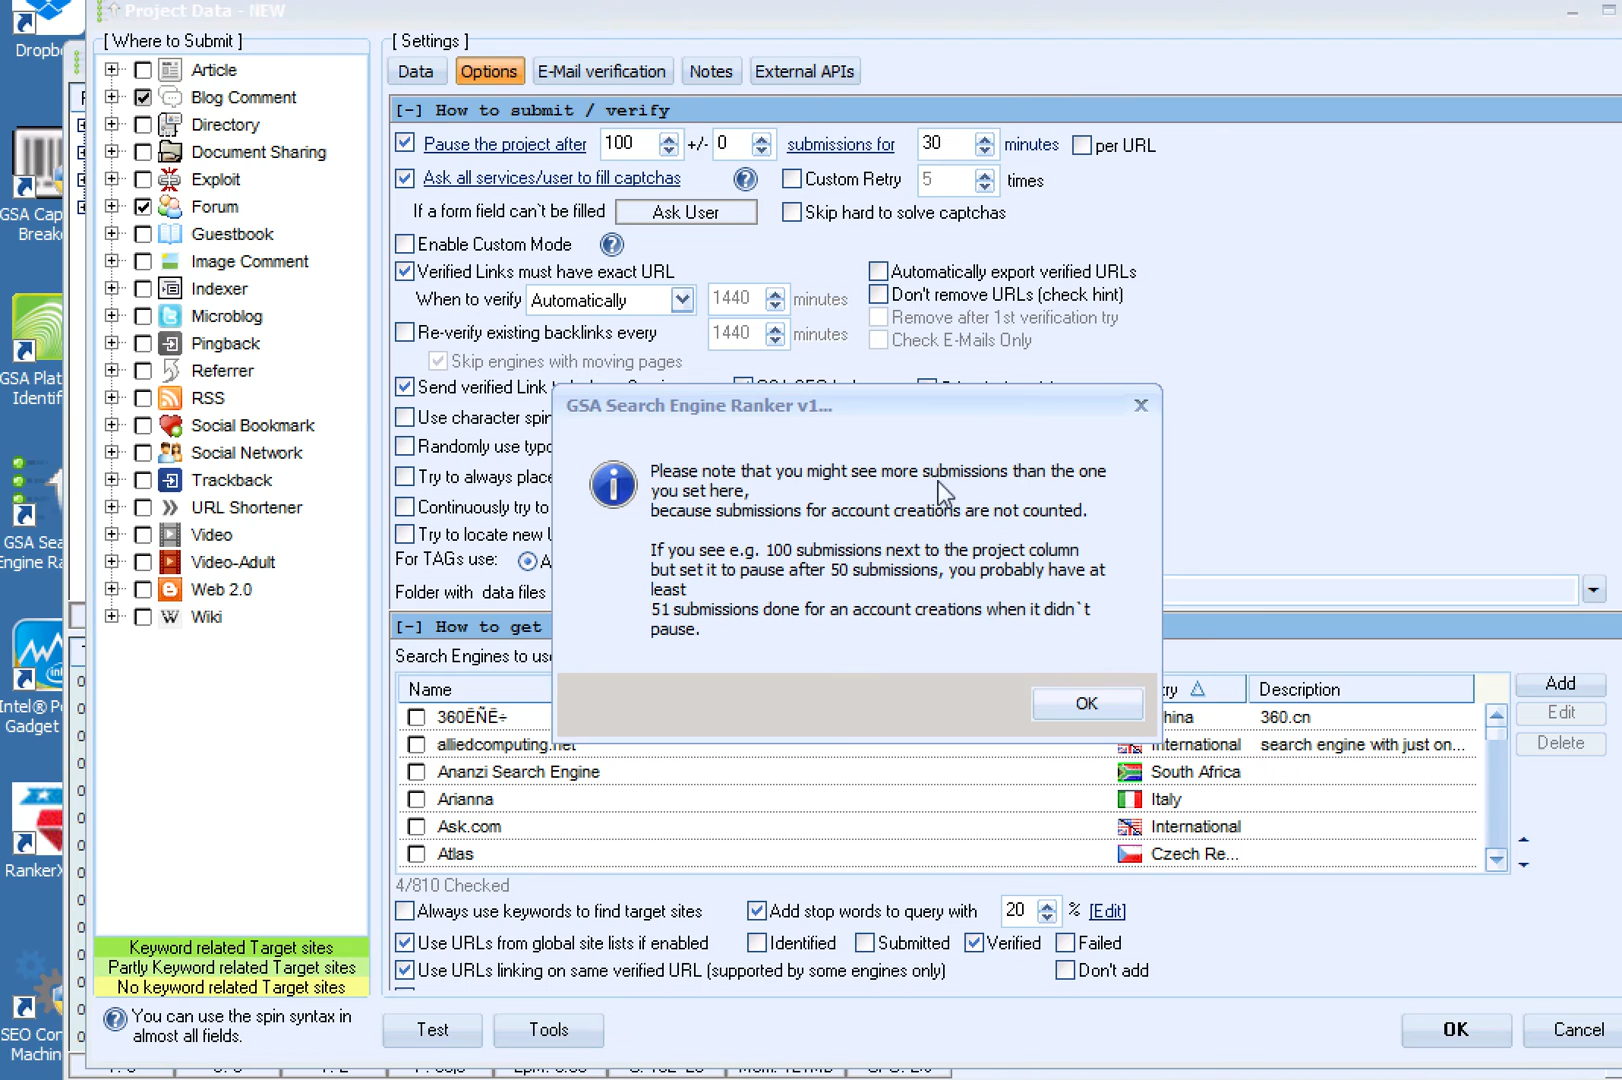 Project Data - NEW
Dropb
[ Where to Submit ]
Article
Blog Comment
Directory
Document Sharing
Exploit
Forum
Guestbook
Image Comment
Indexer
Microblog
Pingback
Referrer
RSS
Social Bookmark
Social Network
Trackback
URL Shortener
Video
Video-Adult
Web 2.0
Wiki
Keyword related Target sites
Partly Keyword related Target sites
No keyword related Target sites
You can use the spin syntax in
almost all fields.
GSA Cap
Break
GSA Plat
Identif
GSA Sea
Engine Ra
Intel® P
Gadget
RankerX
SEO Con
Machin
[ Settings ]
Data Options E-Mail verification Notes External APIs
[-] How to submit / verify
Pause the project after 100 +/- 0 submissions for 30 minutes per URL
Ask all services/user to fill captchas Custom Retry 5 times
If a form field can`t be filled Ask User Skip hard to solve captchas
Enable Custom Mode
Verified Links must have exact URL Automatically export verified URLs
When to verify Automatically 1440 minutes Don't remove URLs (check hint)
Remove after 1st verification try
Re-verify existing backlinks every 1440 minutes Check E-Mails Only
Skip engines with moving pages
Send verified Link
Use character spin
Randomly use typo
Try to always place
Continuously try to
Try to locate new
For TAGs use:
Folder with data files
GSA Search Engine Ranker v1...
Please note that you might see more submissions than the one
you set here,
because submissions for account creations are not counted.
If you see e.g. 100 submissions next to the project column
but set it to pause after 50 submissions, you probably have at
least
51 submissions done for an account creations when it didn`t
pause.
OK
[-] How to get
Search Engines to use
Name ry Description
360ÊÑË÷ hina 360.cn
alliedcomputing.net International search engine with just on...
Ananzi Search Engine South Africa
Arianna Italy
Ask.com International
Atlas Czech Re...
Add
Edit
Delete
4/810 Checked
Always use keywords to find target sites Add stop words to query with 20 % [Edit]
Use URLs from global site lists if enabled Identified Submitted Verified Failed
Use URLs linking on same verified URL (supported by some engines only) Don't add
Test Tools OK Cancel